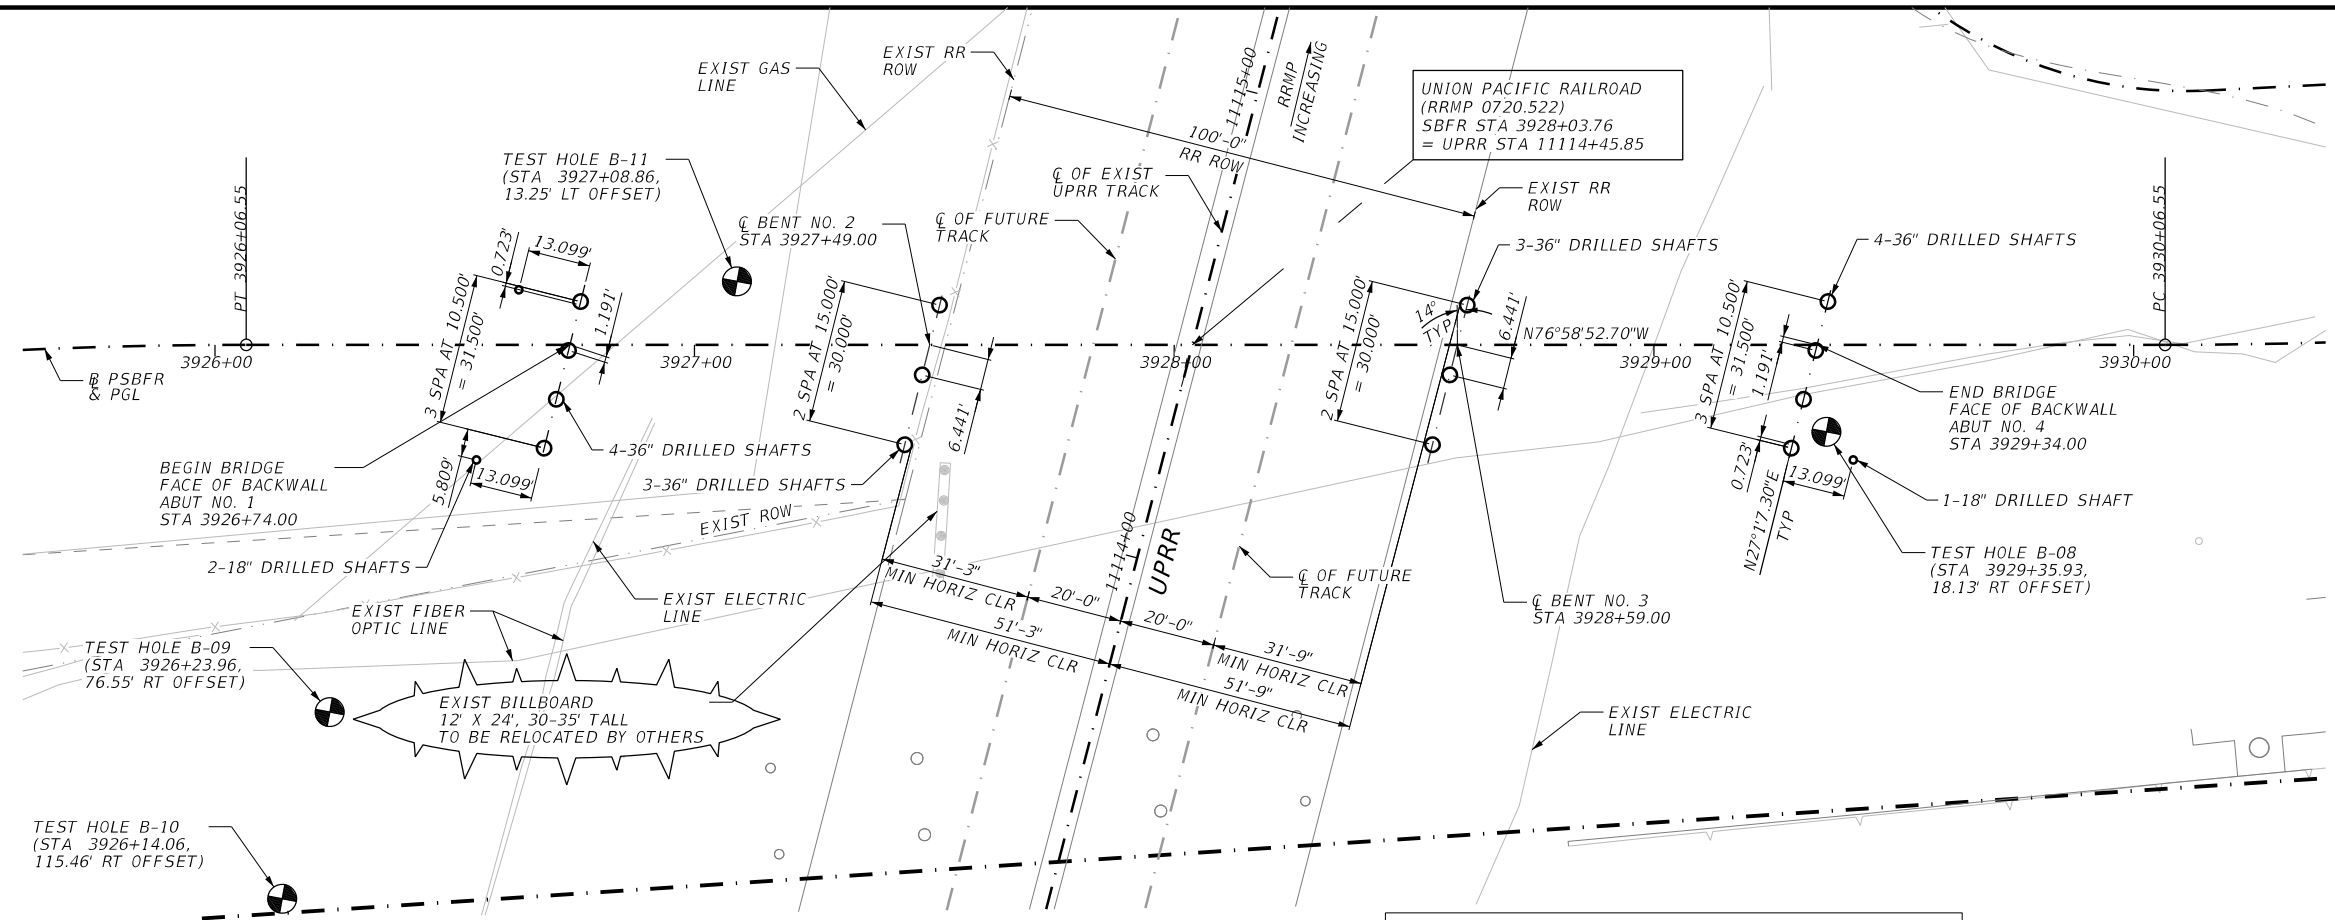 EXIST RR
ROW
EXIST GAS
LINE
11115+00
RRMP
INCREASING
UNION PACIFIC RAILROAD
(RRMP 0720.522)
SBFR STA 3928+03.76
= UPRR STA 11114+45.85
100'-0"
RR ROW
TEST HOLE B-11
(STA 3927+08.86,
13.25' LT OFFSET)
℄ OF EXIST
UPRR TRACK
EXIST RR
ROW
PT 3926+06.55
PC 3930+06.55
℄ BENT NO. 2
STA 3927+49.00
℄ OF FUTURE
TRACK
3-36" DRILLED SHAFTS
4-36" DRILLED SHAFTS
0.723'
13.099'
3 SPA AT 10.500'
= 31.500'
1.191'
2 SPA AT 15.000'
= 30.000'
2 SPA AT 15.000'
= 30.000'
14°
TYP
6.441'
N76°58'52.70"W
3 SPA AT 10.500'
= 31.500'
1.191'
3926+00
3927+00
3928+00
3929+00
3930+00
℄ PSBFR
& PGL
6.441'
END BRIDGE
FACE OF BACKWALL
ABUT NO. 4
STA 3929+34.00
4-36" DRILLED SHAFTS
BEGIN BRIDGE
FACE OF BACKWALL
ABUT NO. 1
STA 3926+74.00
5.809'
13.099'
3-36" DRILLED SHAFTS
0.723'
13.099'
N27°1'7.30"E
TYP
1-18" DRILLED SHAFT
EXIST ROW
11114+00
UPRR
2-18" DRILLED SHAFTS
TEST HOLE B-08
(STA 3929+35.93,
18.13' RT OFFSET)
31'-3"
MIN HORIZ CLR
20'-0"
20'-0"
31'-9"
MIN HORIZ CLR
51'-3"
MIN HORIZ CLR
51'-9"
MIN HORIZ CLR
℄ OF FUTURE
TRACK
EXIST ELECTRIC
LINE
℄ BENT NO. 3
STA 3928+59.00
EXIST FIBER
OPTIC LINE
TEST HOLE B-09
(STA 3926+23.96,
76.55' RT OFFSET)
EXIST BILLBOARD
12' X 24', 30-35' TALL
TO BE RELOCATED BY OTHERS
EXIST ELECTRIC
LINE
TEST HOLE B-10
(STA 3926+14.06,
115.46' RT OFFSET)